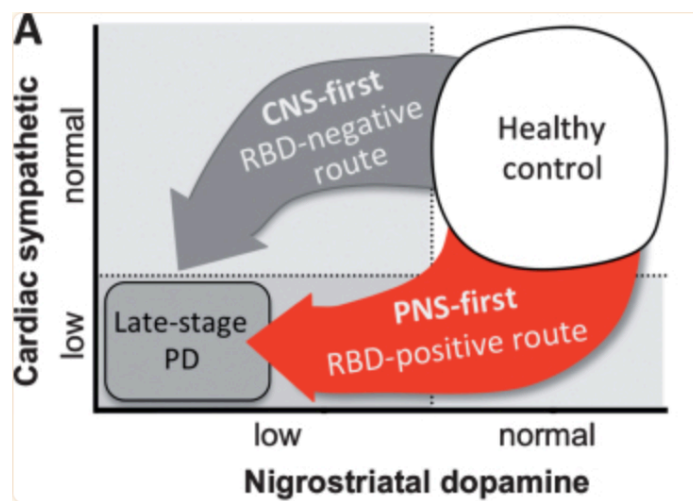 A
Cardiac sympathetic
normal
low
CNS-first
RBD-negative
route
Healthy
control
PNS-first
RBD-positive route
Late-stage
PD
low
normal
Nigrostriatal dopamine